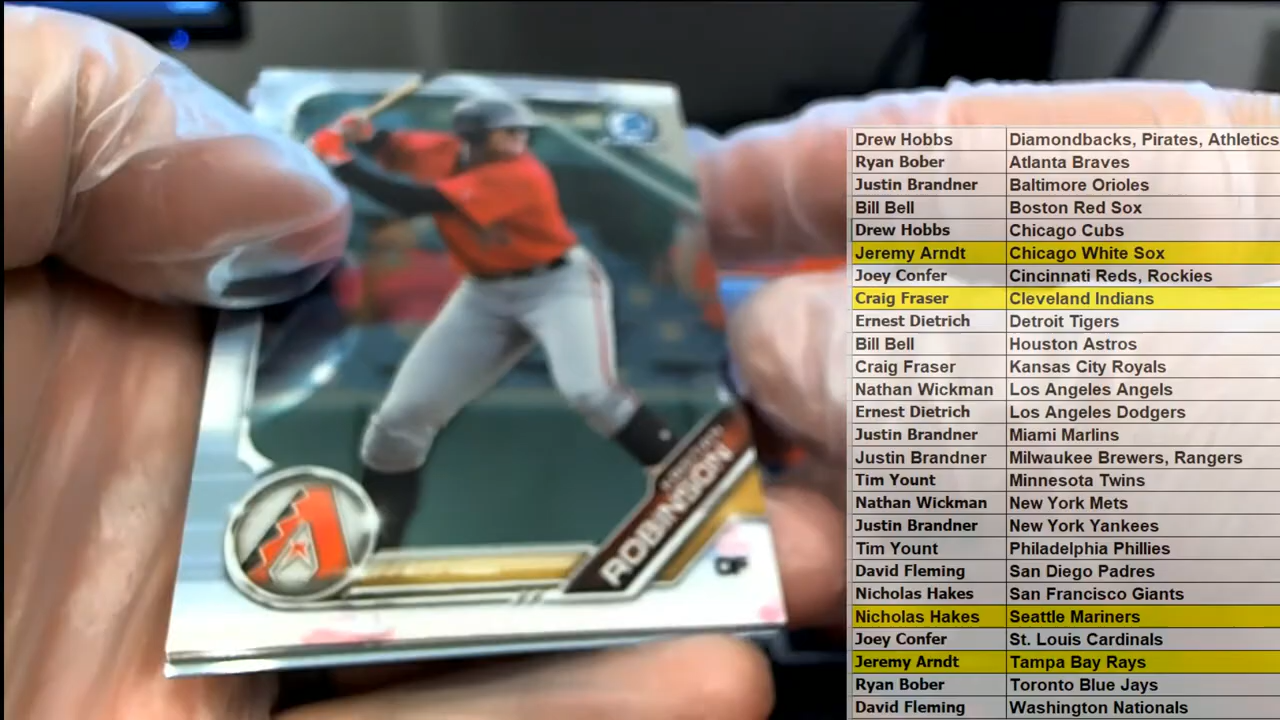 ROBINSON
OF
Drew Hobbs Diamondbacks, Pirates, Athletics
Ryan Bober Atlanta Braves
Justin Brandner Baltimore Orioles
Bill Bell Boston Red Sox
Drew Hobbs Chicago Cubs
Jeremy Arndt Chicago White Sox
Joey Confer Cincinnati Reds, Rockies
Craig Fraser Cleveland Indians
Ernest Dietrich Detroit Tigers
Bill Bell Houston Astros
Craig Fraser Kansas City Royals
Nathan Wickman Los Angeles Angels
Ernest Dietrich Los Angeles Dodgers
Justin Brandner Miami Marlins
Justin Brandner Milwaukee Brewers, Rangers
Tim Yount Minnesota Twins
Nathan Wickman New York Mets
Justin Brandner New York Yankees
Tim Yount Philadelphia Phillies
David Fleming San Diego Padres
Nicholas Hakes San Francisco Giants
Nicholas Hakes Seattle Mariners
Joey Confer St. Louis Cardinals
Jeremy Arndt Tampa Bay Rays
Ryan Bober Toronto Blue Jays
David Fleming Washington Nationals